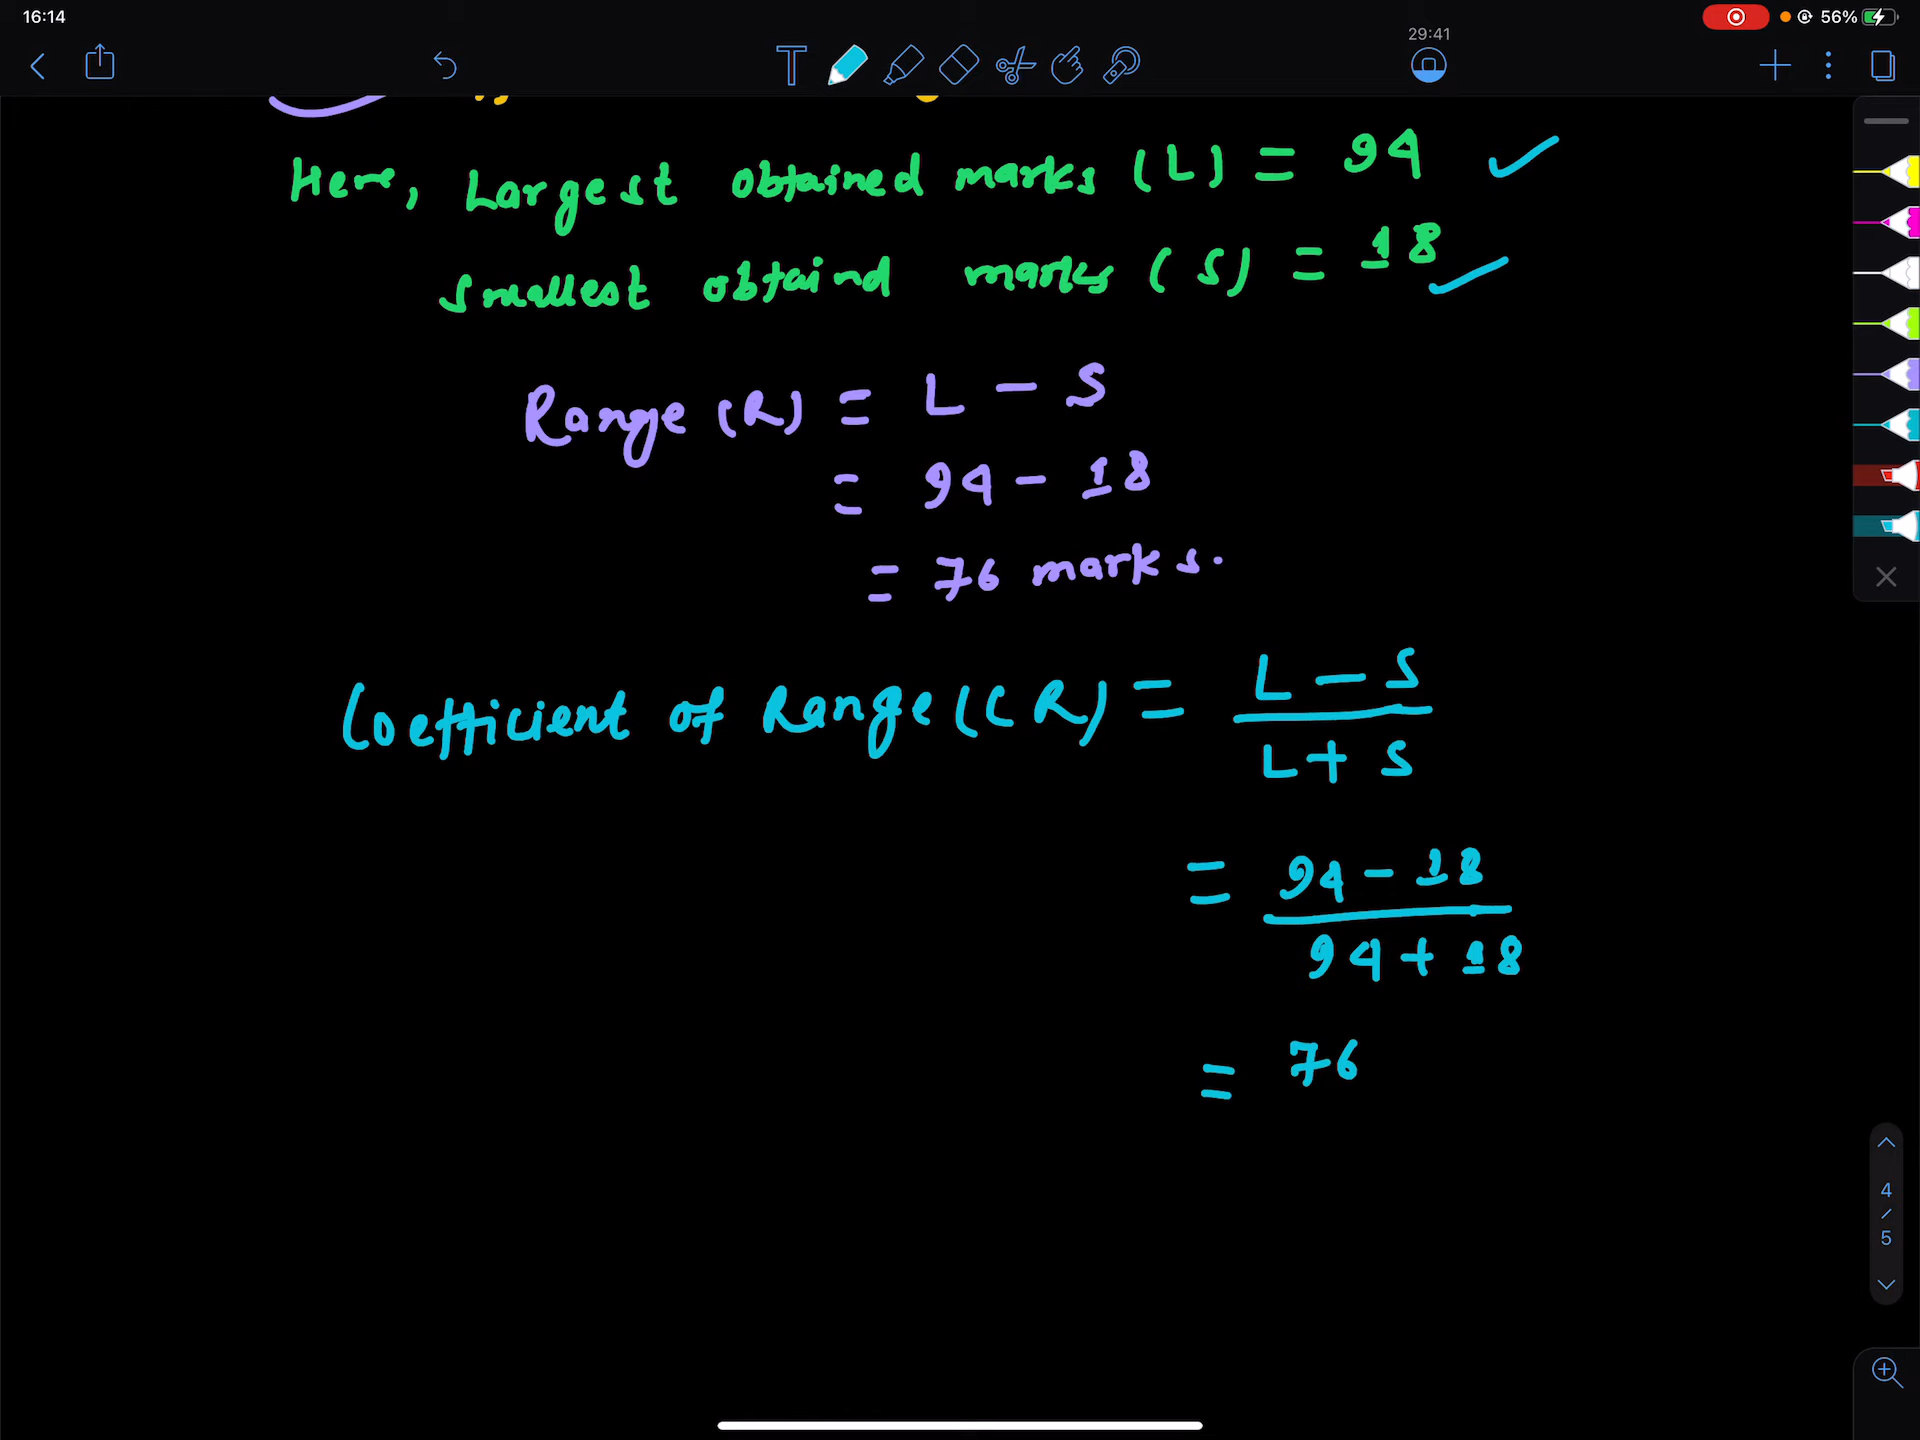 16:14
56%
29:41
Here, Largest obtained marks (L) = 94 ✓
Smallest obtaind marks (S) = 18 ✓
Range (R) = L - S
= 94 - 18
= 76 marks.
Coefficient of Range (CR) = L - S
L + S
= 94 - 18
94 + 18
= 76
4
/
5